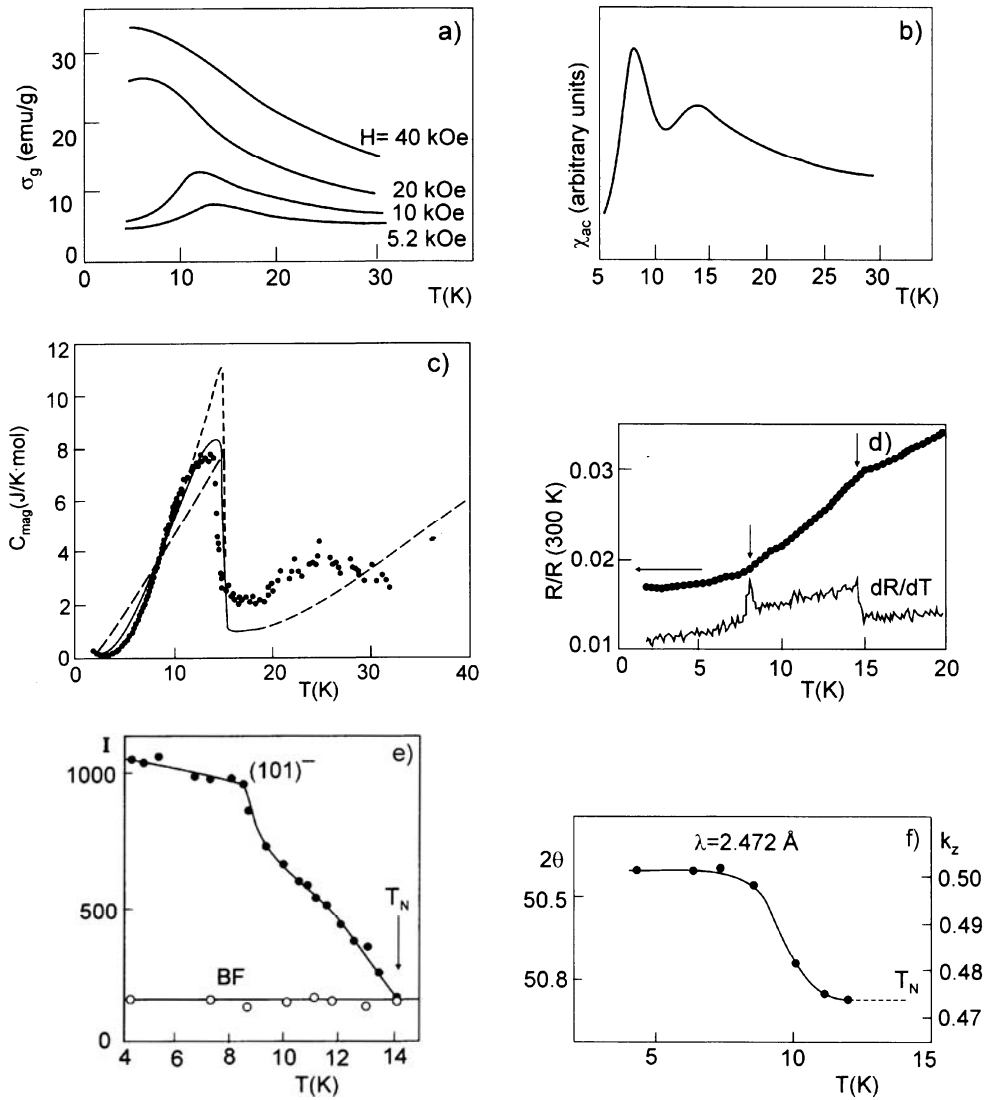 a)
σg (emu/g)
30
20
10
0
H= 40 kOe
20 kOe
10 kOe
5.2 kOe
0 10 20 30
T(K)
b)
χac (arbitrary units)
5 10 15 20 25 30
T(K)
c)
Cmag(J/K·mol)
12
10
8
6
4
2
0
0 10 20 30 40
T(K)
d)
R/R (300 K)
0.03
0.02
0.01
dR/dT
0 5 10 15 20
T(K)
e)
I
1000
500
0
(101)⁻
TN
BF
4 6 8 10 12 14
T(K)
f)
λ=2.472 Å
2θ
50.5
50.8
kz
0.50
0.49
0.48
0.47
TN
5 10 15
T(K)